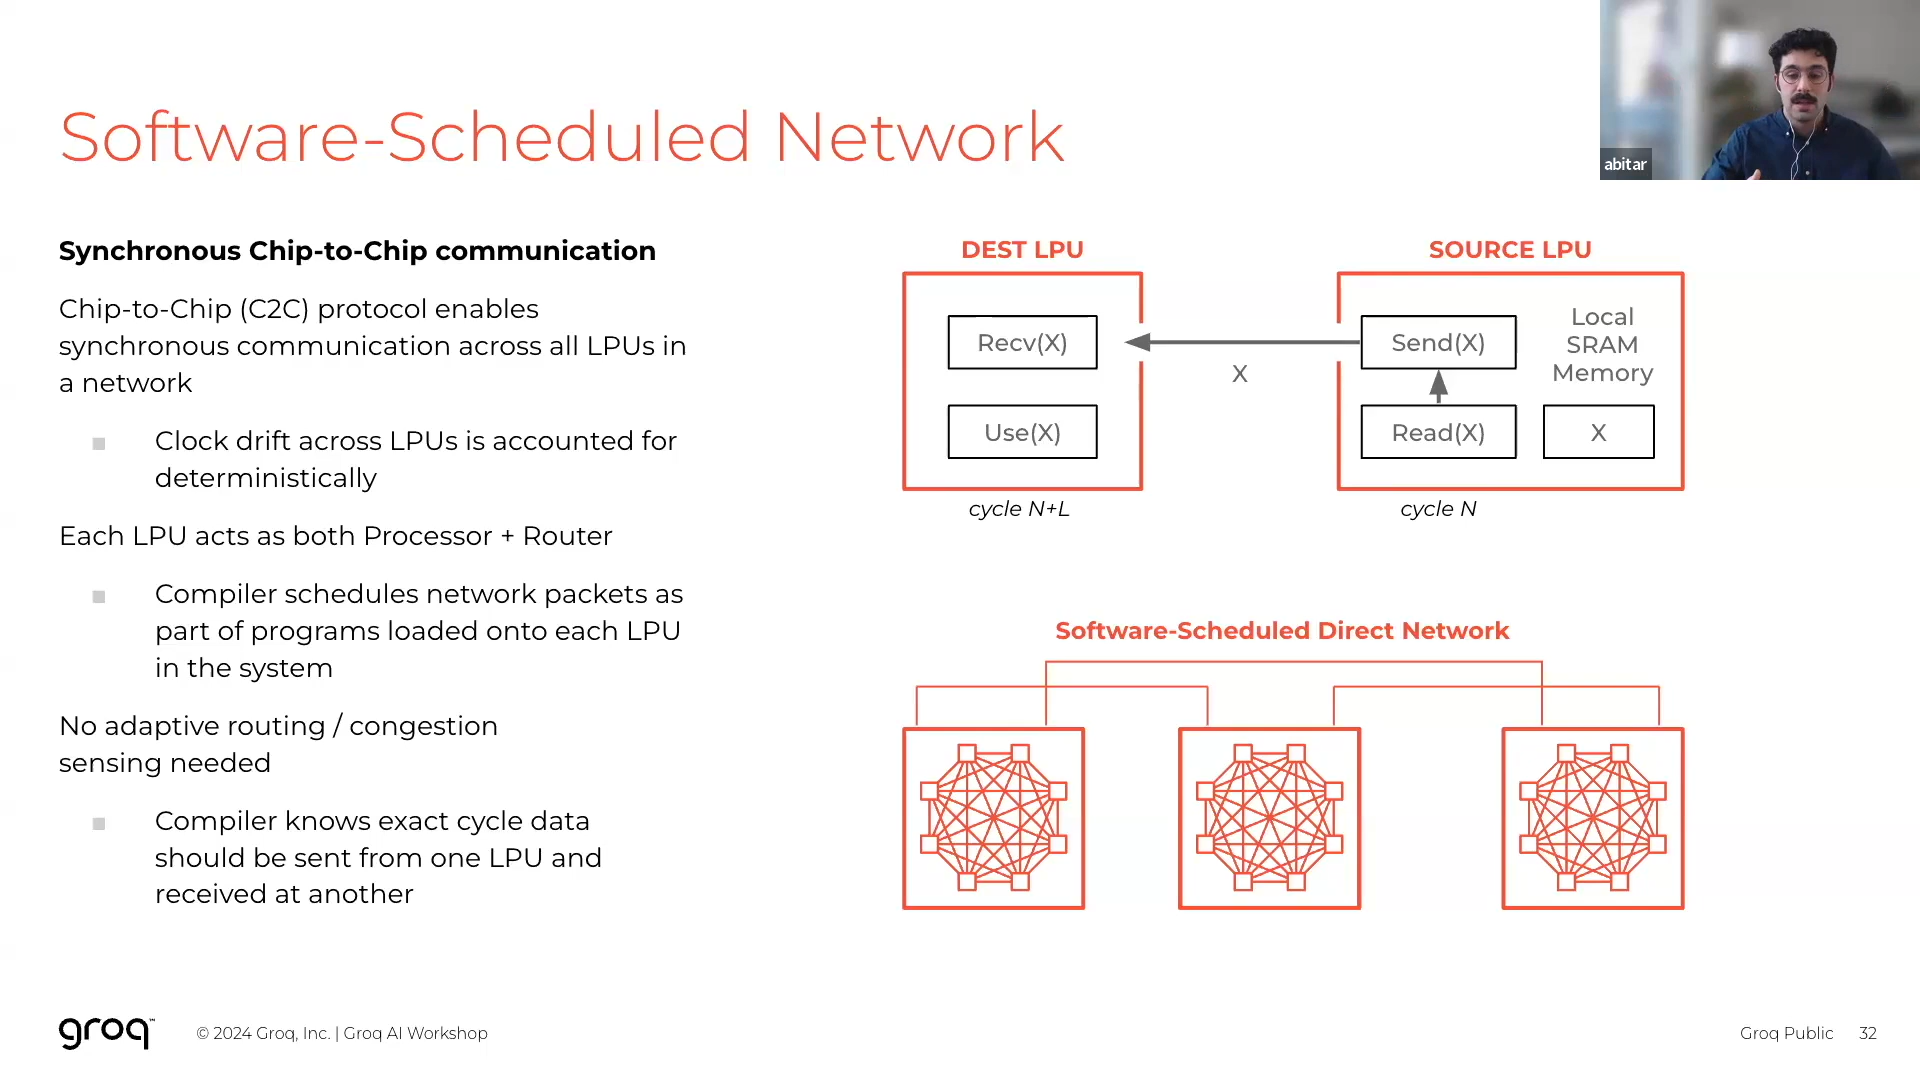 abitar
Software-Scheduled Network
Synchronous Chip-to-Chip communication
Chip-to-Chip (C2C) protocol enables
synchronous communication across all LPUs in
a network
■ Clock drift across LPUs is accounted for
deterministically
Each LPU acts as both Processor + Router
■ Compiler schedules network packets as
part of programs loaded onto each LPU
in the system
No adaptive routing / congestion
sensing needed
■ Compiler knows exact cycle data
should be sent from one LPU and
received at another
DEST LPU
Recv(X)
Use(X)
cycle N+L
X
SOURCE LPU
Send(X)
Read(X)
Local
SRAM
Memory
X
cycle N
Software-Scheduled Direct Network
groq™
© 2024 Groq, Inc. | Groq AI Workshop
Groq Public 32